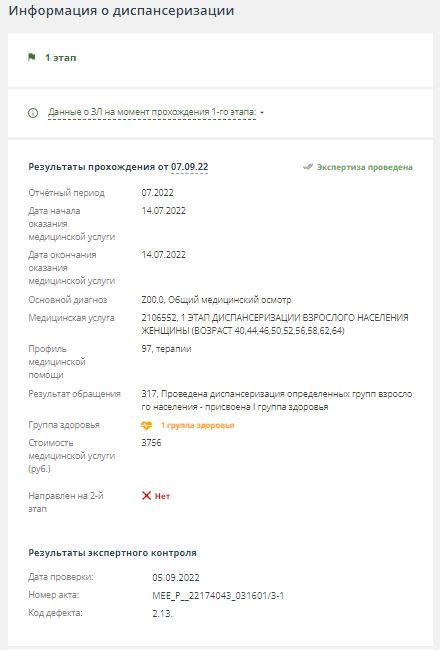 Информация о диспансеризации
1 этап
Данные о ЗЛ на момент прохождения 1-го этапа:
Результаты прохождения от 07.09.22
Экспертиза проведена
Отчётный период 07.2022
Дата начала 14.07.2022
оказания
медицинской услуги
Дата окончания 14.07.2022
оказания
медицинской услуги
Основной диагноз Z00.0, Общий медицинский осмотр
Медицинская услуга 2106552, 1 ЭТАП ДИСПАНСЕРИЗАЦИИ ВЗРОСЛОГО НАСЕЛЕНИЯ
ЖЕНЩИНЫ (ВОЗРАСТ 40,44,46,50,52,56,58,62,64)
Профиль 97, терапии
медицинской
помощи
Результат обращения 317, Проведена диспансеризация определенных групп взросло
го населения - присвоена I группа здоровья
Группа здоровья 1 группа здоровья
Стоимость 3756
медицинской услуги
(руб.)
Направлен на 2-й Нет
этап
Результаты экспертного контроля
Дата проверки: 05.09.2022
Номер акта: MEE_P__22174043_031601/3-1
Код дефекта: 2.13.